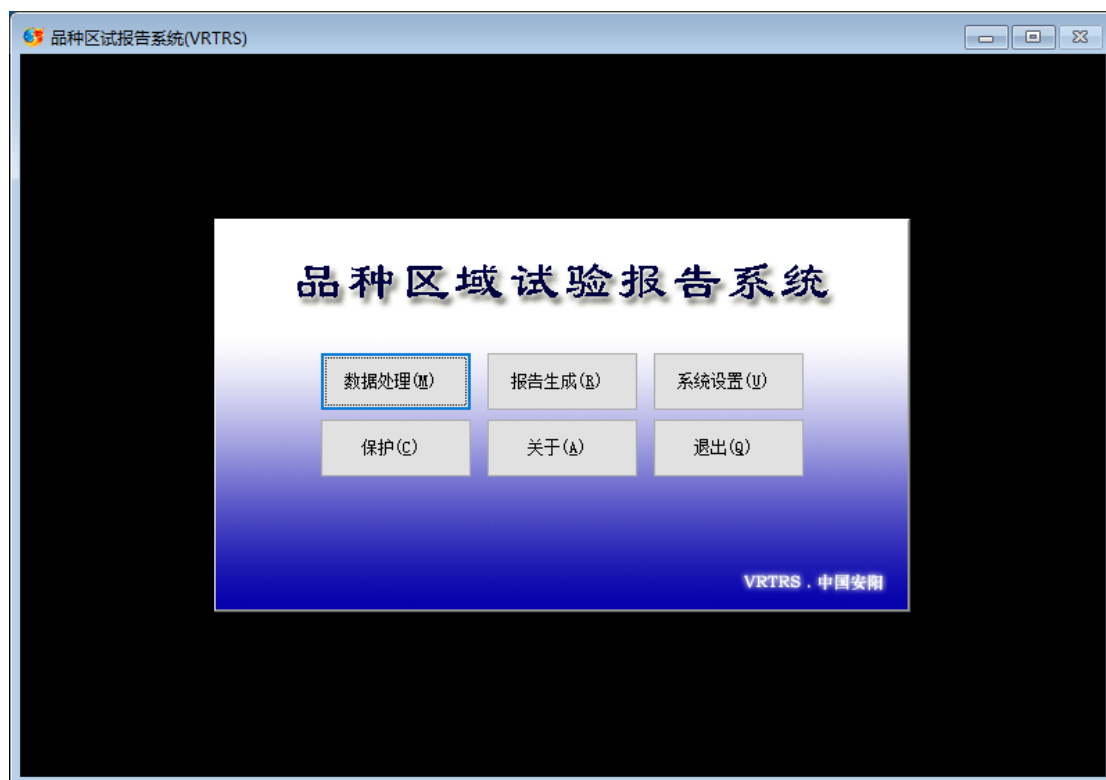 品种区试报告系统(VRTRS)
品种区域试验报告系统
数据处理(M) 报告生成(R) 系统设置(U)
保护(C) 关于(A) 退出(Q)
VRTRS . 中国安阳